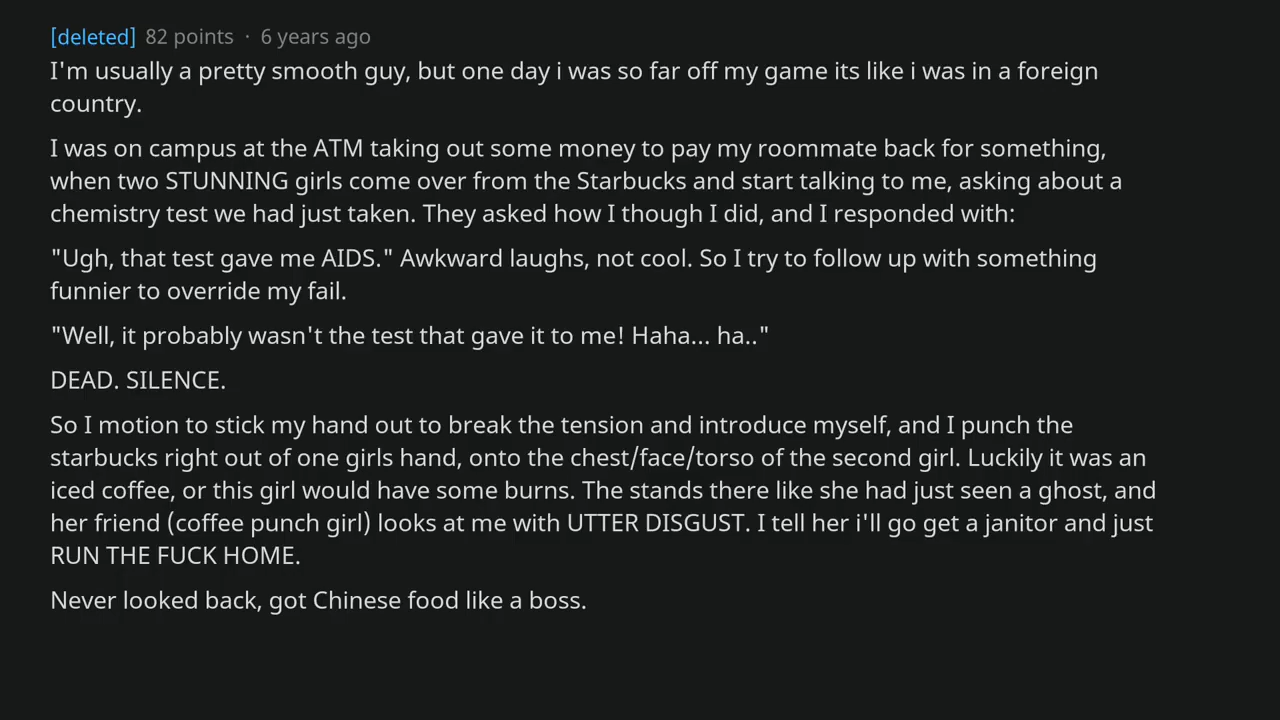 [deleted] 82 points · 6 years ago
I'm usually a pretty smooth guy, but one day i was so far off my game its like i was in a foreign
country.
I was on campus at the ATM taking out some money to pay my roommate back for something,
when two STUNNING girls come over from the Starbucks and start talking to me, asking about a
chemistry test we had just taken. They asked how I though I did, and I responded with:
"Ugh, that test gave me AIDS." Awkward laughs, not cool. So I try to follow up with something
funnier to override my fail.
"Well, it probably wasn't the test that gave it to me! Haha... ha.."
DEAD. SILENCE.
So I motion to stick my hand out to break the tension and introduce myself, and I punch the
starbucks right out of one girls hand, onto the chest/face/torso of the second girl. Luckily it was an
iced coffee, or this girl would have some burns. The stands there like she had just seen a ghost, and
her friend (coffee punch girl) looks at me with UTTER DISGUST. I tell her i'll go get a janitor and just
RUN THE FUCK HOME.
Never looked back, got Chinese food like a boss.